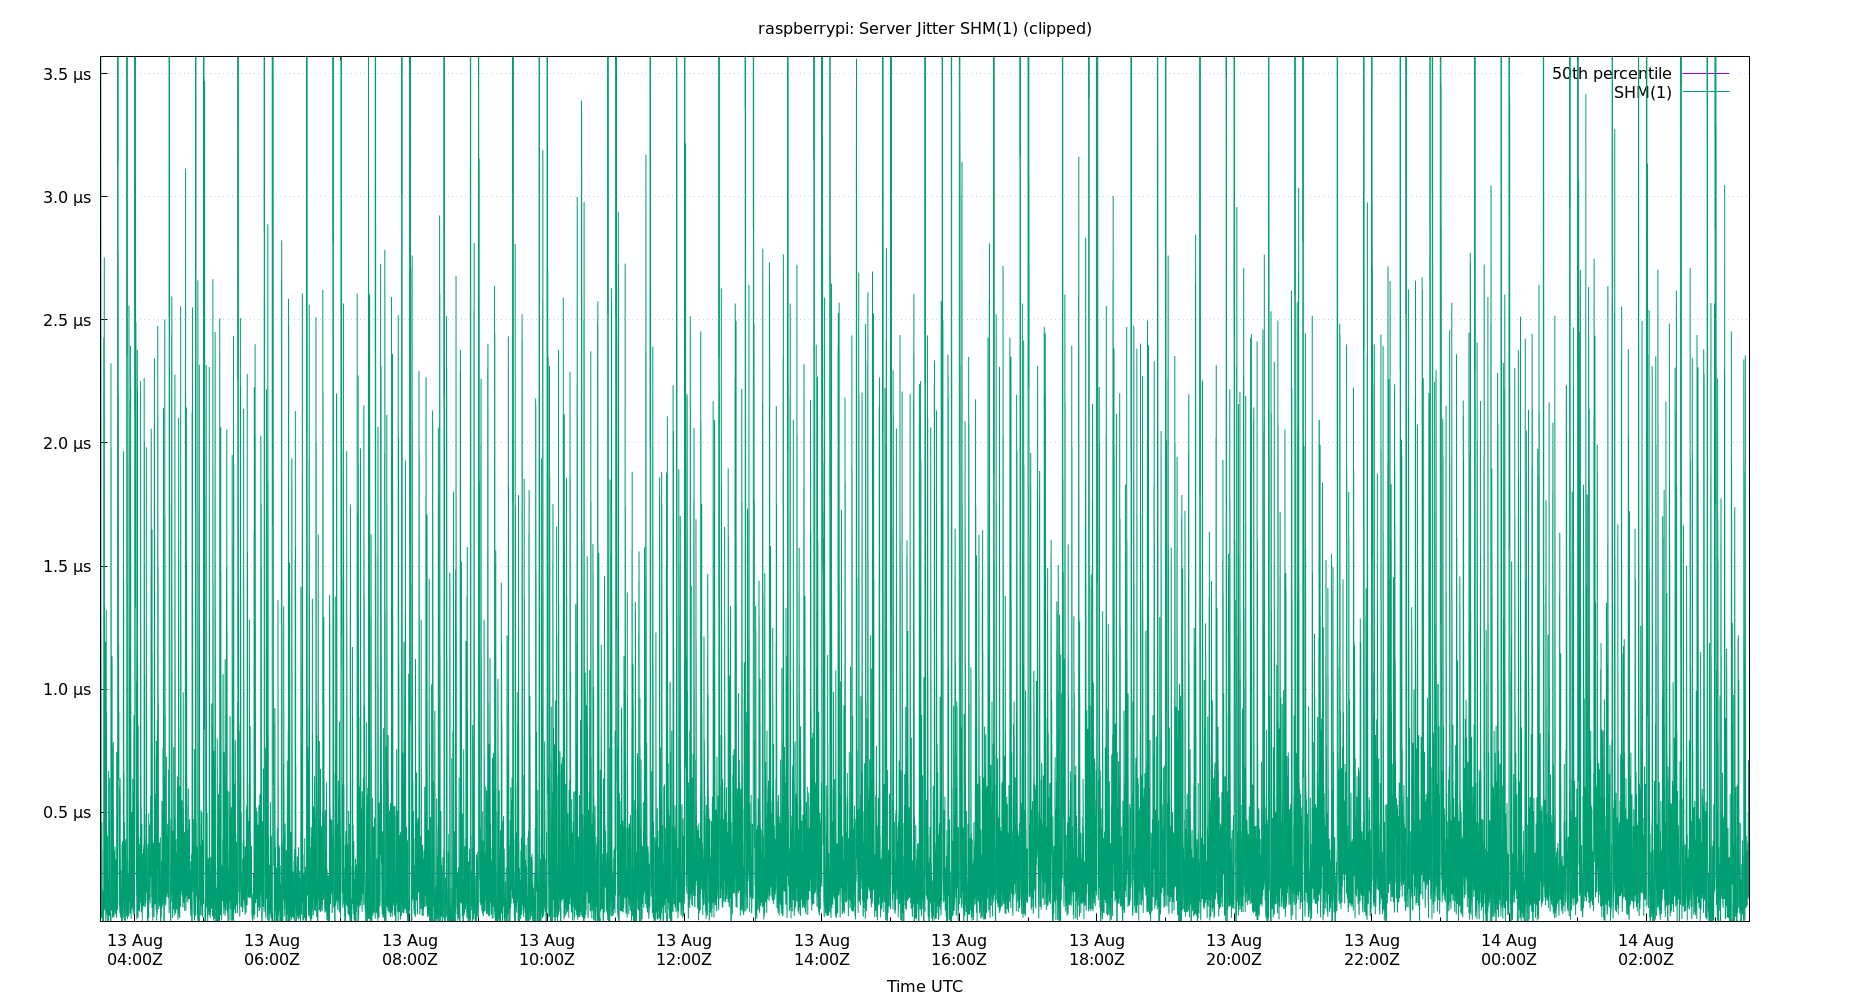 raspberrypi: Server Jitter SHM(1) (clipped)
3.5 µs
3.0 µs
2.5 µs
2.0 µs
1.5 µs
1.0 µs
0.5 µs
50th percentile
SHM(1)
13 Aug 13 Aug 13 Aug 13 Aug 13 Aug 13 Aug 13 Aug 13 Aug 13 Aug 13 Aug 14 Aug 14 Aug
04:00Z 06:00Z 08:00Z 10:00Z 12:00Z 14:00Z 16:00Z 18:00Z 20:00Z 22:00Z 00:00Z 02:00Z
Time UTC